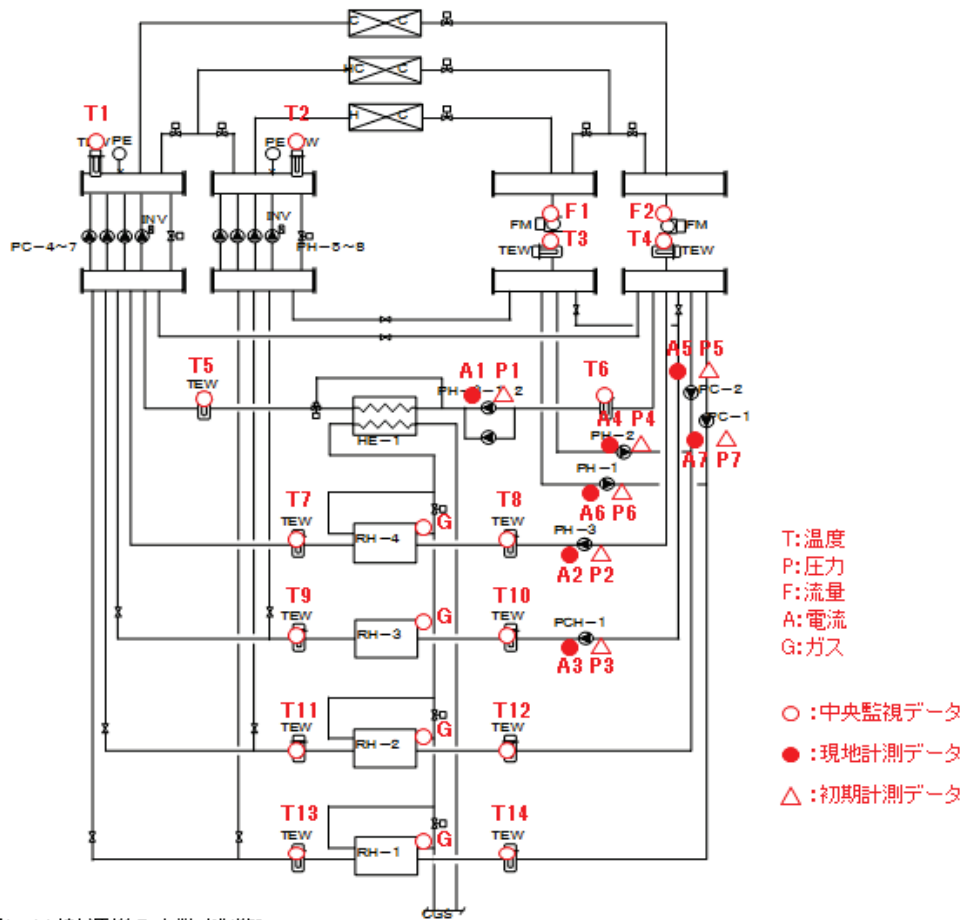 C C
HC C
H C
T1
TEW PE
T2
PE W
F1
FM
T3
TEW
F2
FM
T4
TEW
INV
PC-4~7
INV
PH-5~8
T5
TEW
HE-1
A1 P1
T6
A5 P5
PC-2
PC-1
A4 P4
PH-2
A7 P7
PH-1
A6 P6
T7
TEW
RH-4
G
T8
TEW
PH-3
A2 P2
T9
TEW
RH-3
G
T10
TEW
PCH-1
A3 P3
T11
TEW
RH-2
G
T12
TEW
T13
TEW
RH-1
G
T14
TEW
CGS
T:温度
P:圧力
F:流量
A:電流
G:ガス
:中央監視データ
:現地計測データ
:初期計測データ